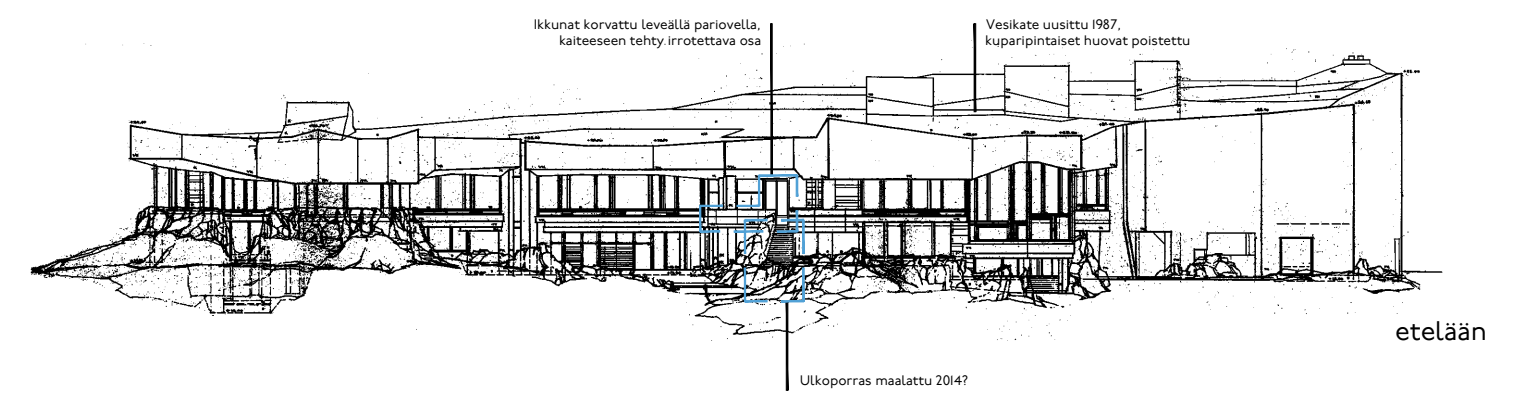 Ikkunat korvattu leveällä pariovella,
kaiteeseen tehty irrotettava osa
Vesikate uusittu 1987,
kuparipintaiset huovat poistettu
etelään
Ulkoporras maalattu 2014?